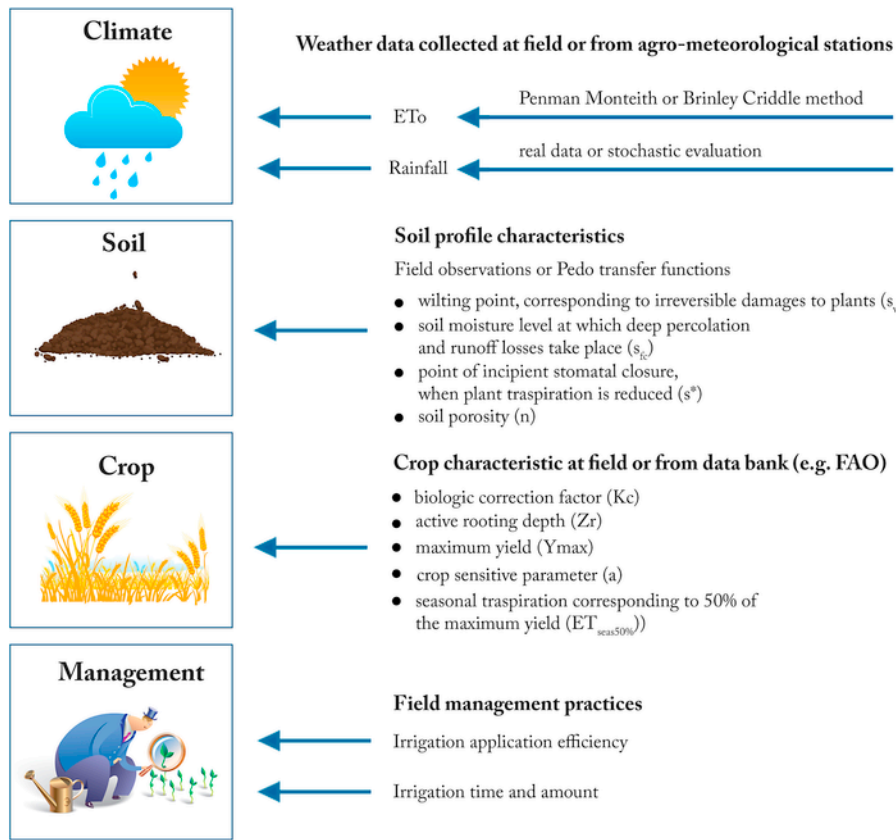 Climate
Weather data collected at field or from agro-meteorological stations
Penman Monteith or Brinley Criddle method
ETo
real data or stochastic evaluation
Rainfall
Soil
Soil profile characteristics
Field observations or Pedo transfer functions
• wilting point, corresponding to irreversible damages to plants (s
• soil moisture level at which deep percolation
and runoff losses take place (sfc)
• point of incipient stomatal closure,
when plant traspiration is reduced (s*)
• soil porosity (n)
Crop
Crop characteristic at field or from data bank (e.g. FAO)
• biologic correction factor (Kc)
• active rooting depth (Zr)
• maximum yield (Ymax)
• crop sensitive parameter (a)
• seasonal traspiration corresponding to 50% of
the maximum yield (ETseas50%))
Management
Field management practices
Irrigation application efficiency
Irrigation time and amount